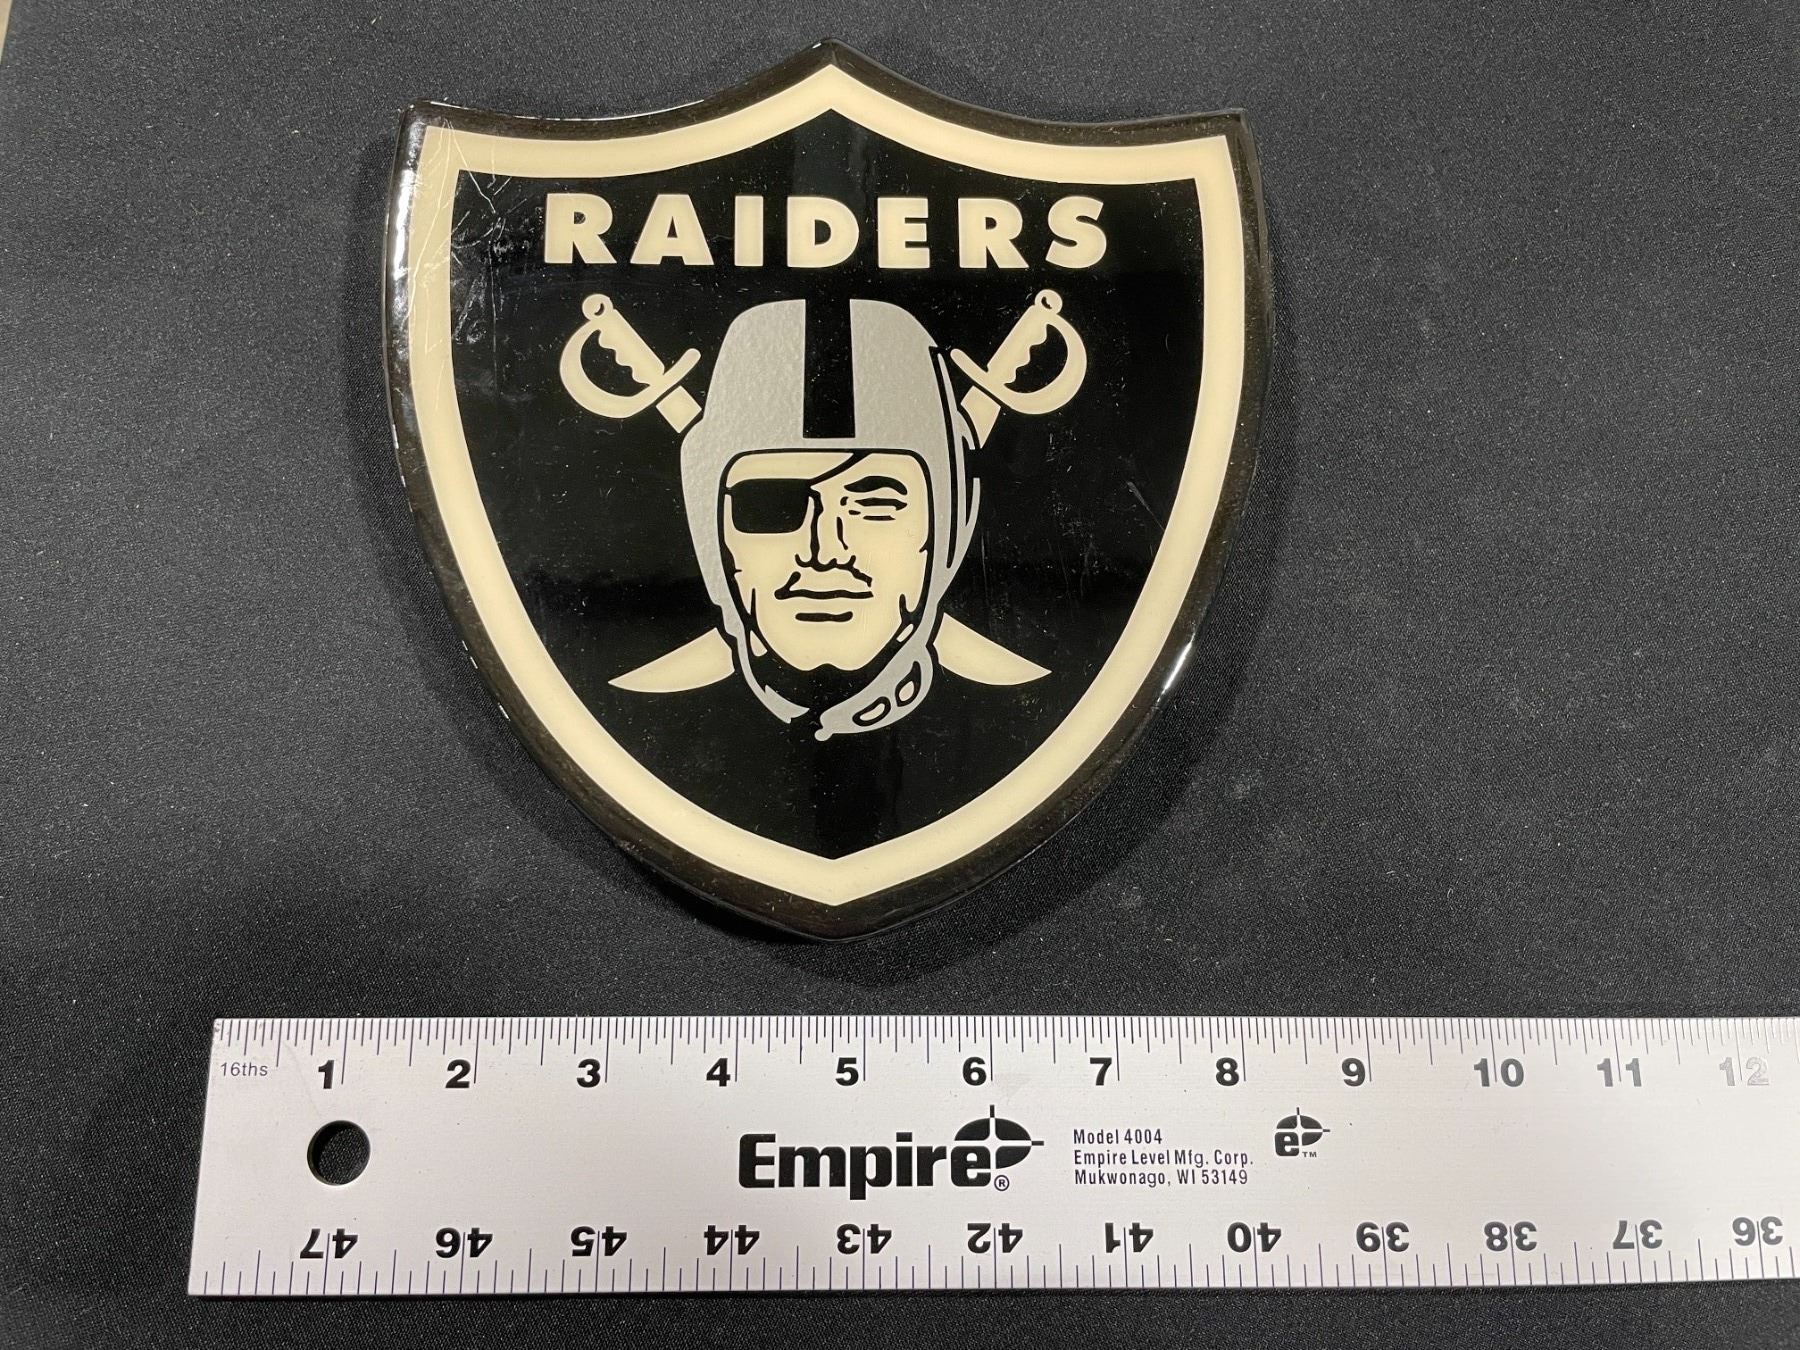 RAIDERS
16ths 1 2 3 4 5 6 7 8 9 10 11 12
Empire®
Model 4004
Empire Level Mfg. Corp.
Mukwonago, WI 53149
e™
47 46 45 44 43 42 41 40 39 38 37 36